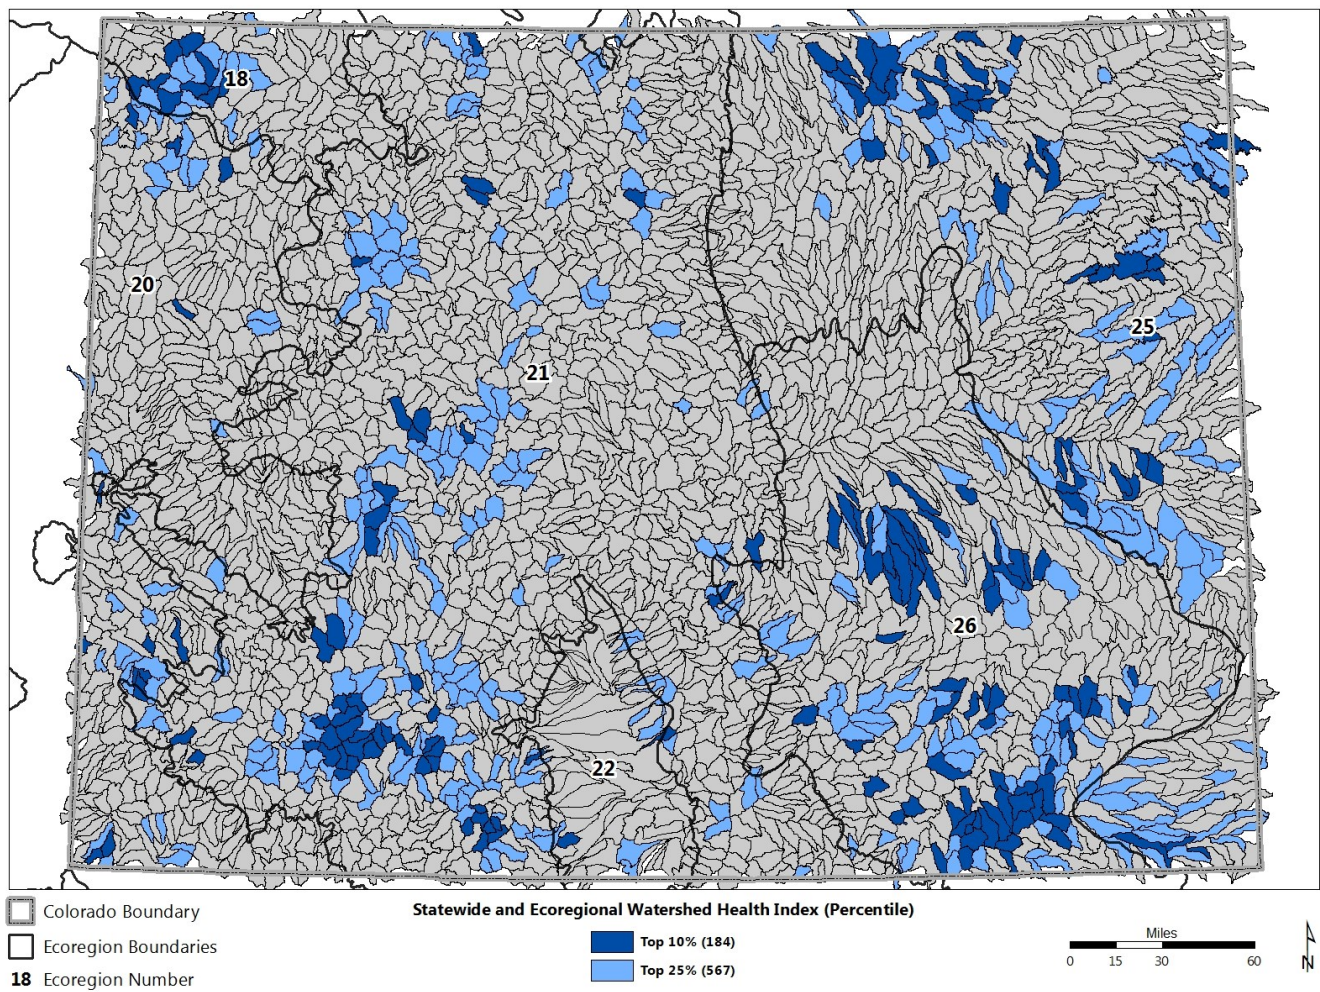 18
20
25
21
26
22
Colorado Boundary
Ecoregion Boundaries
18 Ecoregion Number
Statewide and Ecoregional Watershed Health Index (Percentile)
Top 10% (184)
Top 25% (567)
Miles
0 15 30 60
N